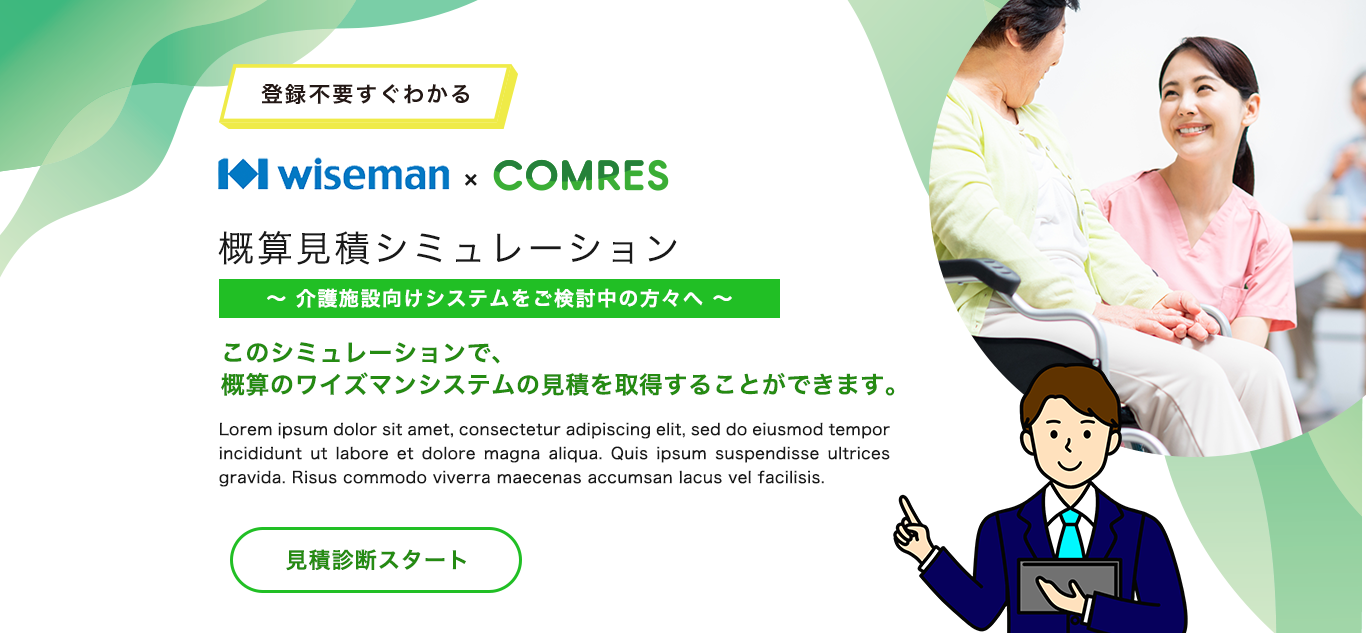 登録不要すぐわかる
wiseman × COMRES
概算見積シミュレーション
〜 介護施設向けシステムをご検討中の方々へ 〜
このシミュレーションで、
概算のワイズマンシステムの見積を取得することができます。
Lorem ipsum dolor sit amet, consectetur adipiscing elit, sed do eiusmod tempor
incididunt ut labore et dolore magna aliqua. Quis ipsum suspendisse ultrices
gravida. Risus commodo viverra maecenas accumsan lacus vel facilisis.
見積診断スタート